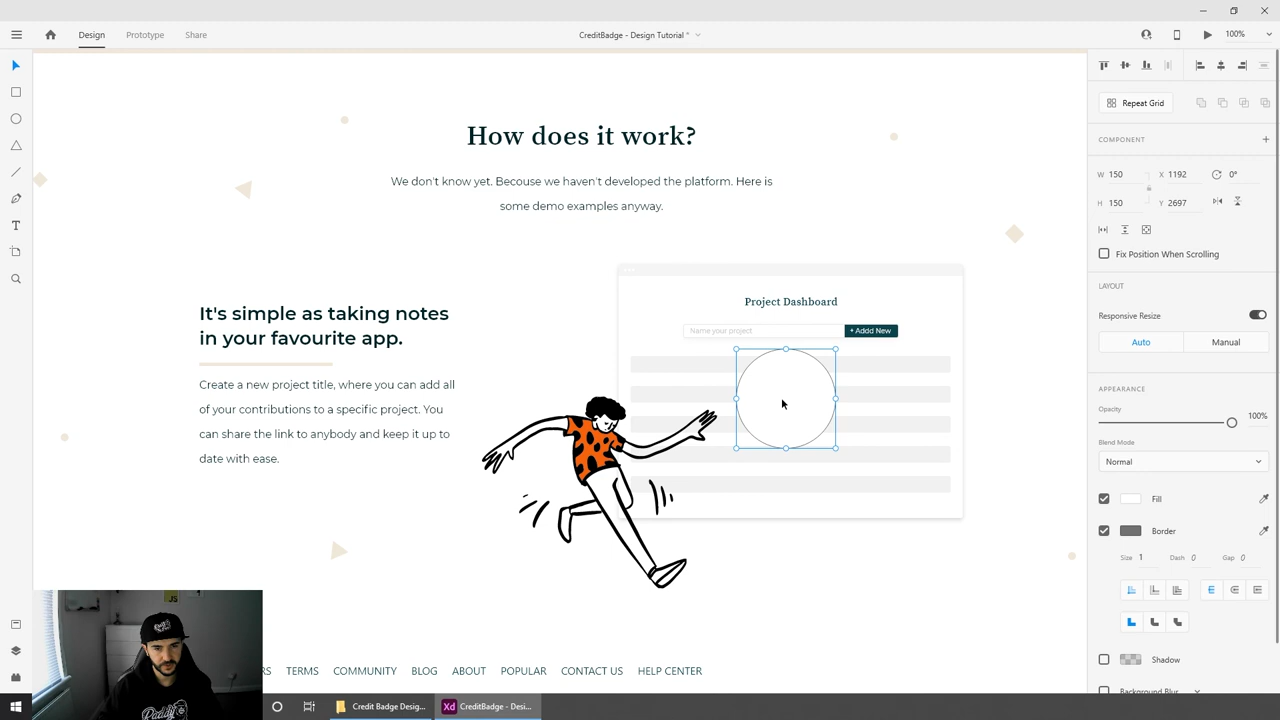 Design
Prototype
Share
CreditBadge - Design Tutorial *
100%
Repeat Grid
COMPONENT
W 150
X 1192
0°
H 150
Y 2697
Fix Position When Scrolling
LAYOUT
Responsive Resize
Auto
Manual
APPEARANCE
Opacity
100%
Blend Mode
Normal
Fill
Border
Size 1
Dash 0
Gap 0
Shadow
Background Blur
How does it work?
We don't know yet. Becouse we haven't developed the platform. Here is
some demo examples anyway.
It's simple as taking notes
in your favourite app.
Create a new project title, where you can add all
of your contributions to a specific project. You
can share the link to anybody and keep it up to
date with ease.
Project Dashboard
Name your project
+ Addd New
RS
TERMS
COMMUNITY
BLOG
ABOUT
POPULAR
CONTACT US
HELP CENTER
JS
Credit Badge Desig...
Xd
CreditBadge - Desi...